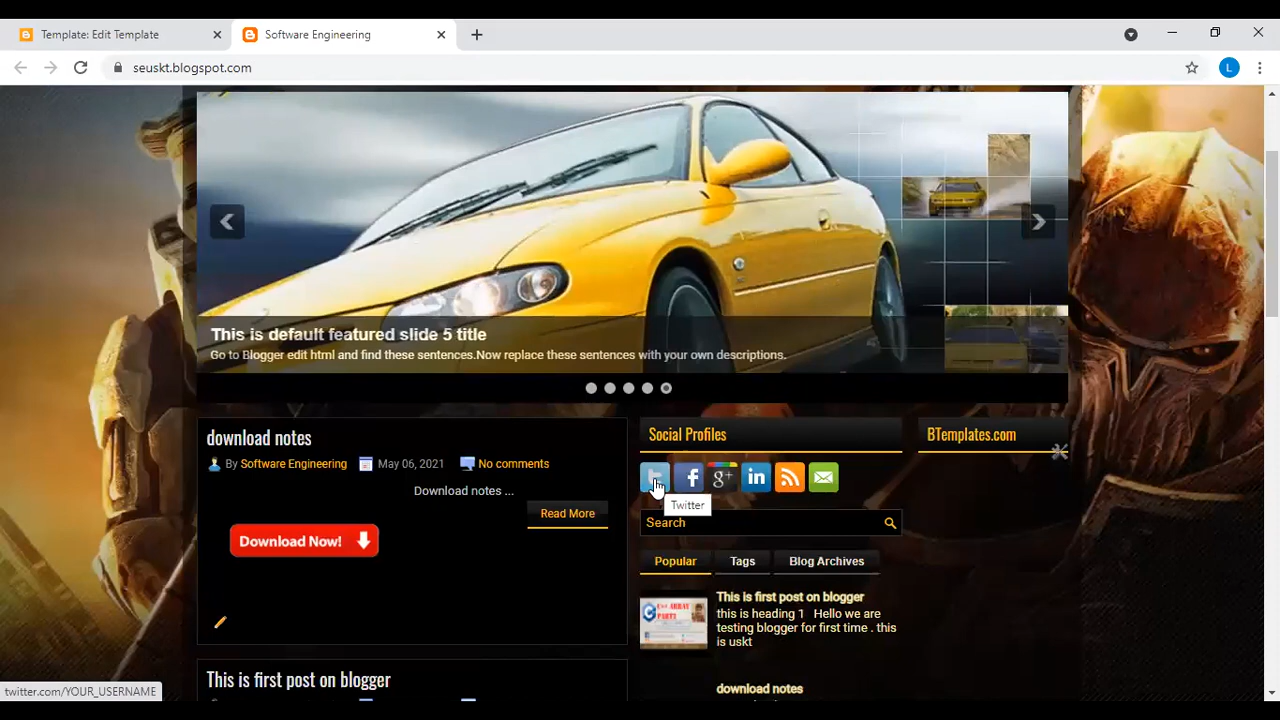 Template: Edit Template
Software Engineering
L
seuskt.blogspot.com
This is default featured slide 5 title
Go to Blogger edit html and find these sentences.Now replace these sentences with your own descriptions.
download notes
By Software Engineering May 06, 2021 No comments
Download notes ...
Read More
Download Now!
This is first post on blogger
Social Profiles
f g+ in
Twitter
Search
Popular Tags Blog Archives
This is first post on blogger
this is heading 1 Hello we are
testing blogger for first time . this
is uskt
download notes
BTemplates.com
twitter.com/YOUR_USERNAME